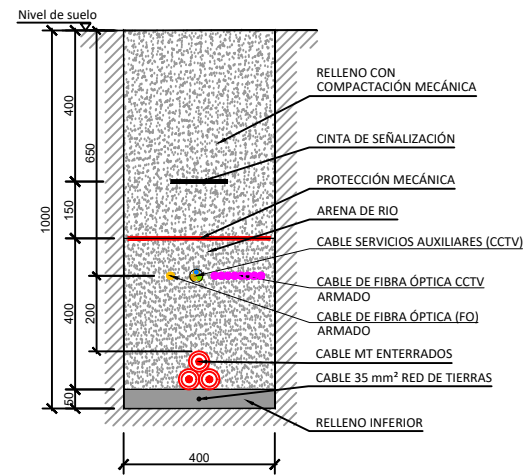 Nivel de suelo
400
650
150
1000
400
200
50
400
RELLENO CON
COMPACTACIÓN MECÁNICA
CINTA DE SEÑALIZACIÓN
PROTECCIÓN MECÁNICA
ARENA DE RIO
CABLE SERVICIOS AUXILIARES (CCTV)
CABLE DE FIBRA ÓPTICA CCTV
ARMADO
CABLE DE FIBRA ÓPTICA (FO)
ARMADO
CABLE MT ENTERRADOS
CABLE 35 mm² RED DE TIERRAS
RELLENO INFERIOR